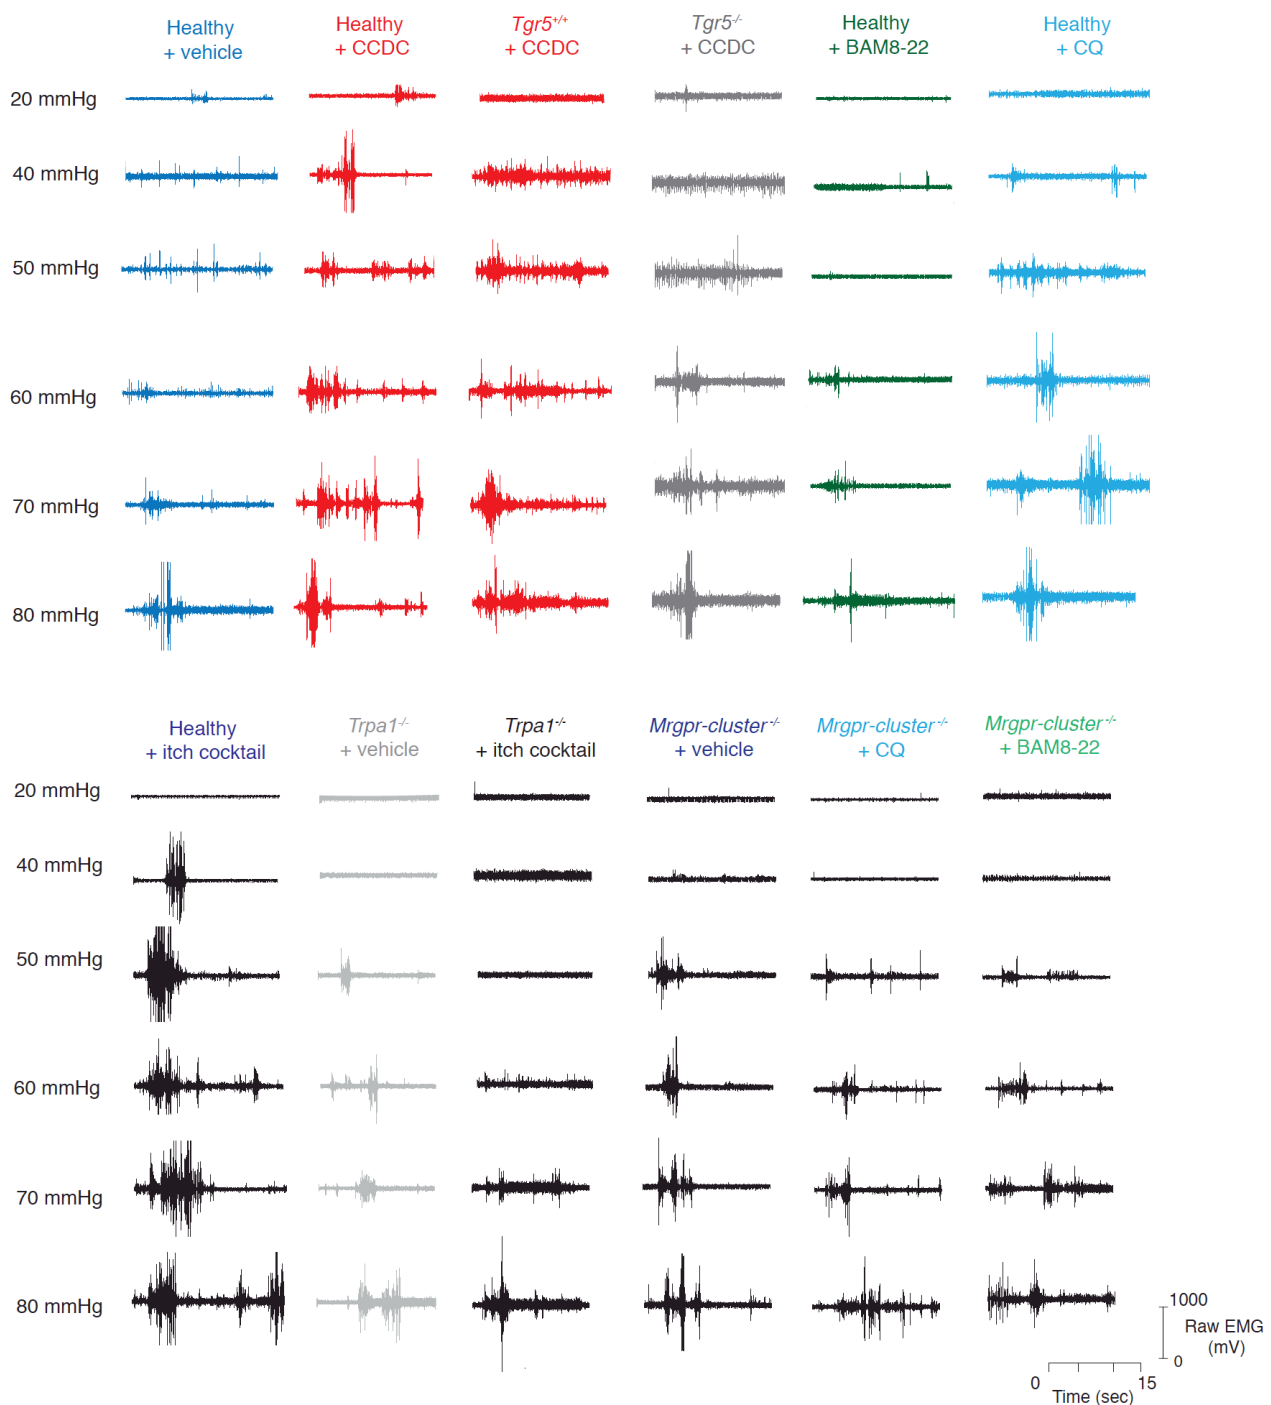 Healthy
+ vehicle
Healthy
+ CCDC
Tgr5+/+
+ CCDC
Tgr5-/-
+ CCDC
Healthy
+ BAM8-22
Healthy
+ CQ
20 mmHg
40 mmHg
50 mmHg
60 mmHg
70 mmHg
80 mmHg
Healthy
+ itch cocktail
Trpa1-/-
+ vehicle
Trpa1-/-
+ itch cocktail
Mrgpr-cluster-/-
+ vehicle
Mrgpr-cluster-/-
+ CQ
Mrgpr-cluster-/-
+ BAM8-22
20 mmHg
40 mmHg
50 mmHg
60 mmHg
70 mmHg
80 mmHg
1000
Raw EMG
(mV)
0
0 15
Time (sec)